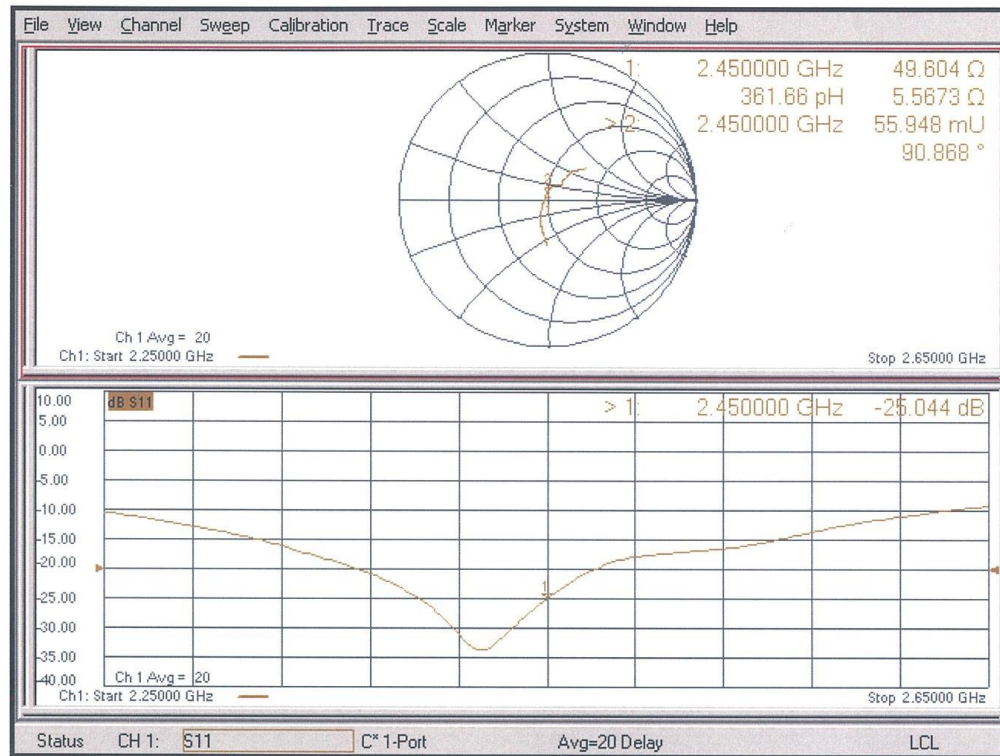 File View Channel Sweep Calibration Trace Scale Marker System Window Help
1: 2.450000 GHz 49.604 Ω
361.66 pH 5.5673 Ω
> 2: 2.450000 GHz 55.948 mU
90.868 °
Ch 1 Avg = 20
Ch1: Start 2.25000 GHz
Stop 2.65000 GHz
dB S11
> 1: 2.450000 GHz -25.044 dB
10.00
5.00
0.00
-5.00
-10.00
-15.00
-20.00
-25.00
-30.00
-35.00
-40.00
1
Ch 1 Avg = 20
Ch1: Start 2.25000 GHz
Stop 2.65000 GHz
Status CH 1: S11 C* 1-Port Avg=20 Delay LCL